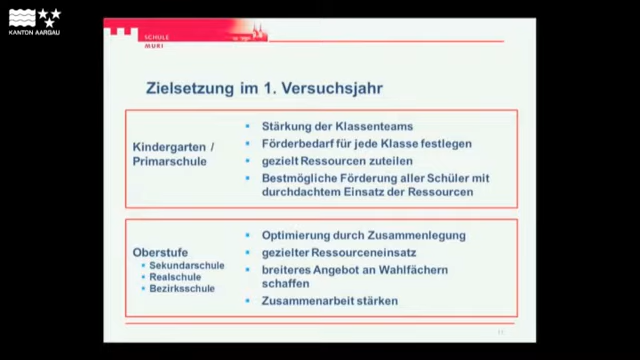 KANTON AARGAU
SCHULE
MURI
Zielsetzung im 1. Versuchsjahr
Kindergarten /
Primarschule
▪ Stärkung der Klassenteams
▪ Förderbedarf für jede Klasse festlegen
▪ gezielt Ressourcen zuteilen
▪ Bestmögliche Förderung aller Schüler mit
durchdachtem Einsatz der Ressourcen
Oberstufe
▪ Sekundarschule
▪ Realschule
▪ Bezirksschule
▪ Optimierung durch Zusammenlegung
▪ gezielter Ressourceneinsatz
▪ breiteres Angebot an Wahlfächern
schaffen
▪ Zusammenarbeit stärken